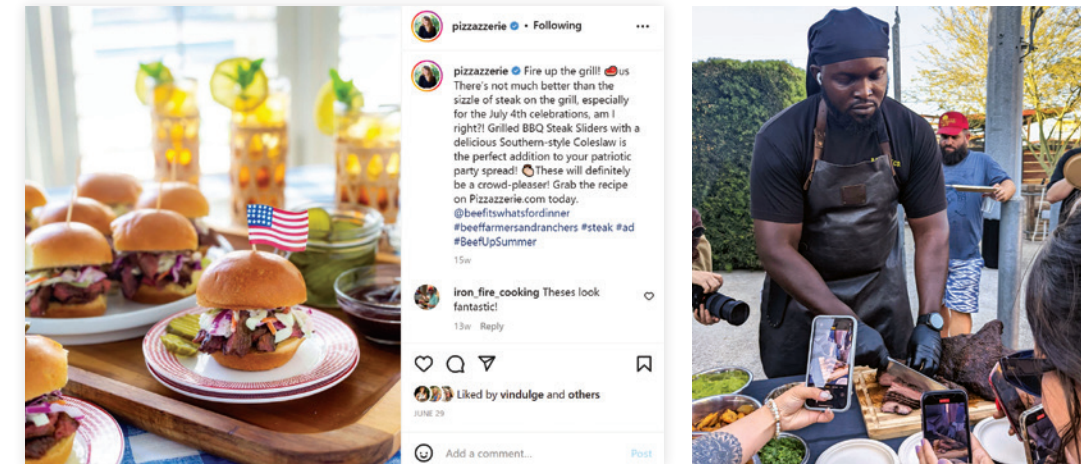 pizzazzerie • Following
pizzazzerie Fire up the grill! 🥩us
There's not much better than the
sizzle of steak on the grill, especially
for the July 4th celebrations, am I
right?! Grilled BBQ Steak Sliders with a
delicious Southern-style Coleslaw is
the perfect addition to your patriotic
party spread! 👏🏻These will definitely
be a crowd-pleaser! Grab the recipe
on Pizzazzerie.com today.
@beefitswhatsfordinner
#beeffarmersandranchers #steak #ad
#BeefUpSummer
15w
iron_fire_cooking Theses look
fantastic!
13w Reply
Liked by vindulge and others
JUNE 29
Add a comment... Post